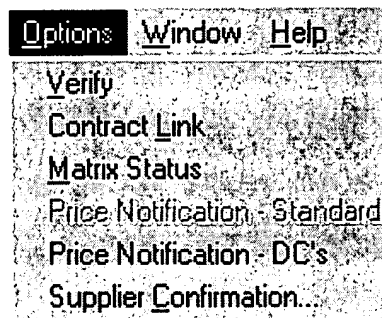 Options Window Help
Verify
Contract Link
Matrix Status
Price Notification - Standard
Price Notification - DC's
Supplier Confirmation...